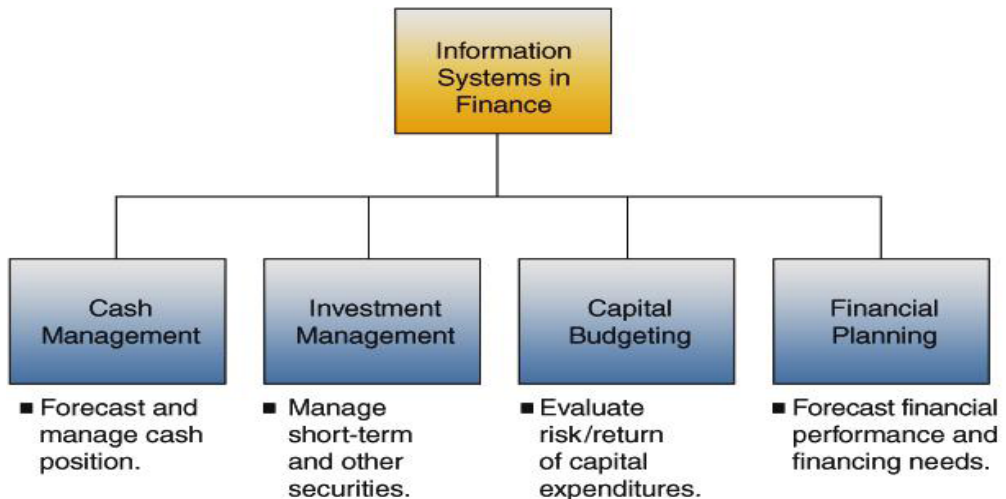 Information
Systems in
Finance
Cash
Management
Investment
Management
Capital
Budgeting
Financial
Planning
■ Forecast and
manage cash
position.
■ Manage
short-term
and other
securities.
■ Evaluate
risk/return
of capital
expenditures.
■ Forecast financial
performance and
financing needs.